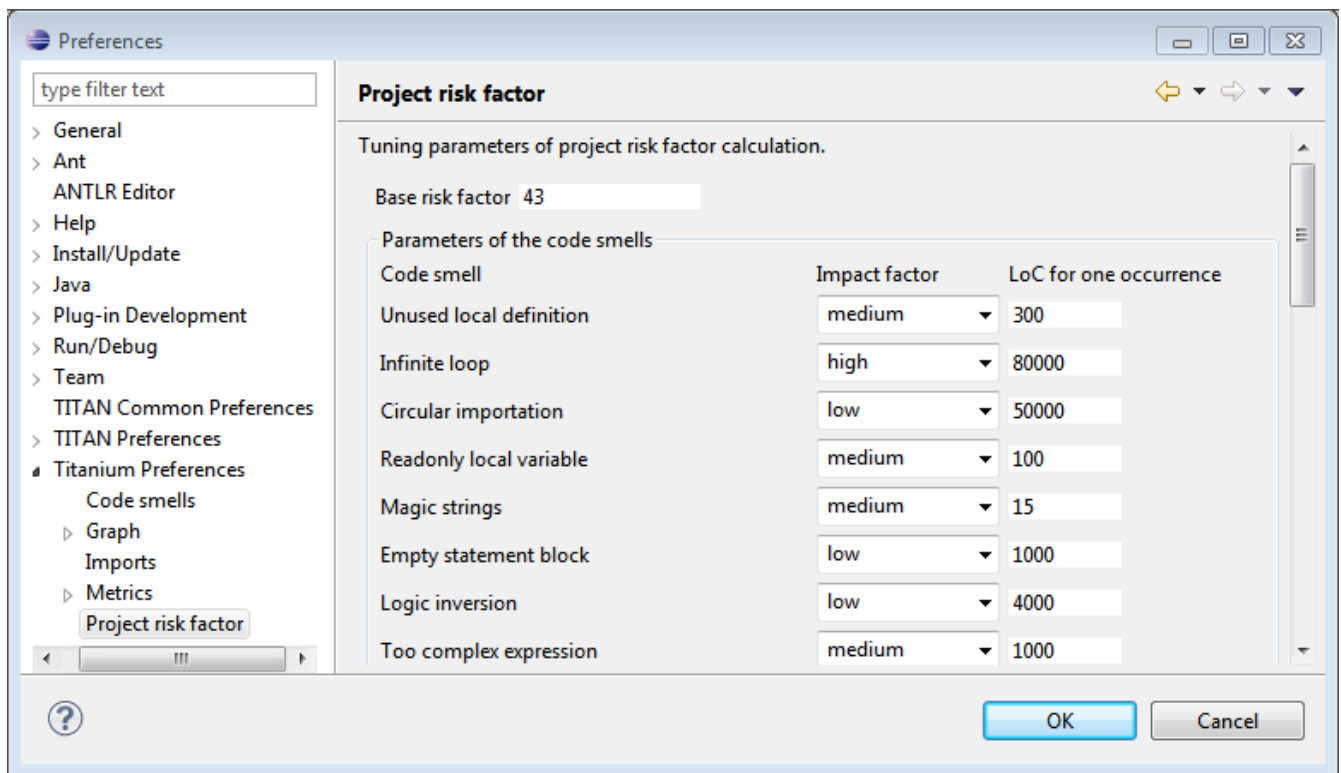 Preferences
type filter text
General
Ant
ANTLR Editor
Help
Install/Update
Java
Plug-in Development
Run/Debug
Team
TITAN Common Preferences
TITAN Preferences
Titanium Preferences
Code smells
Graph
Imports
Metrics
Project risk factor
Project risk factor
Tuning parameters of project risk factor calculation.
Base risk factor 43
Parameters of the code smells
Code smell Impact factor LoC for one occurrence
Unused local definition medium 300
Infinite loop high 80000
Circular importation low 50000
Readonly local variable medium 100
Magic strings medium 15
Empty statement block low 1000
Logic inversion low 4000
Too complex expression medium 1000
? OK Cancel